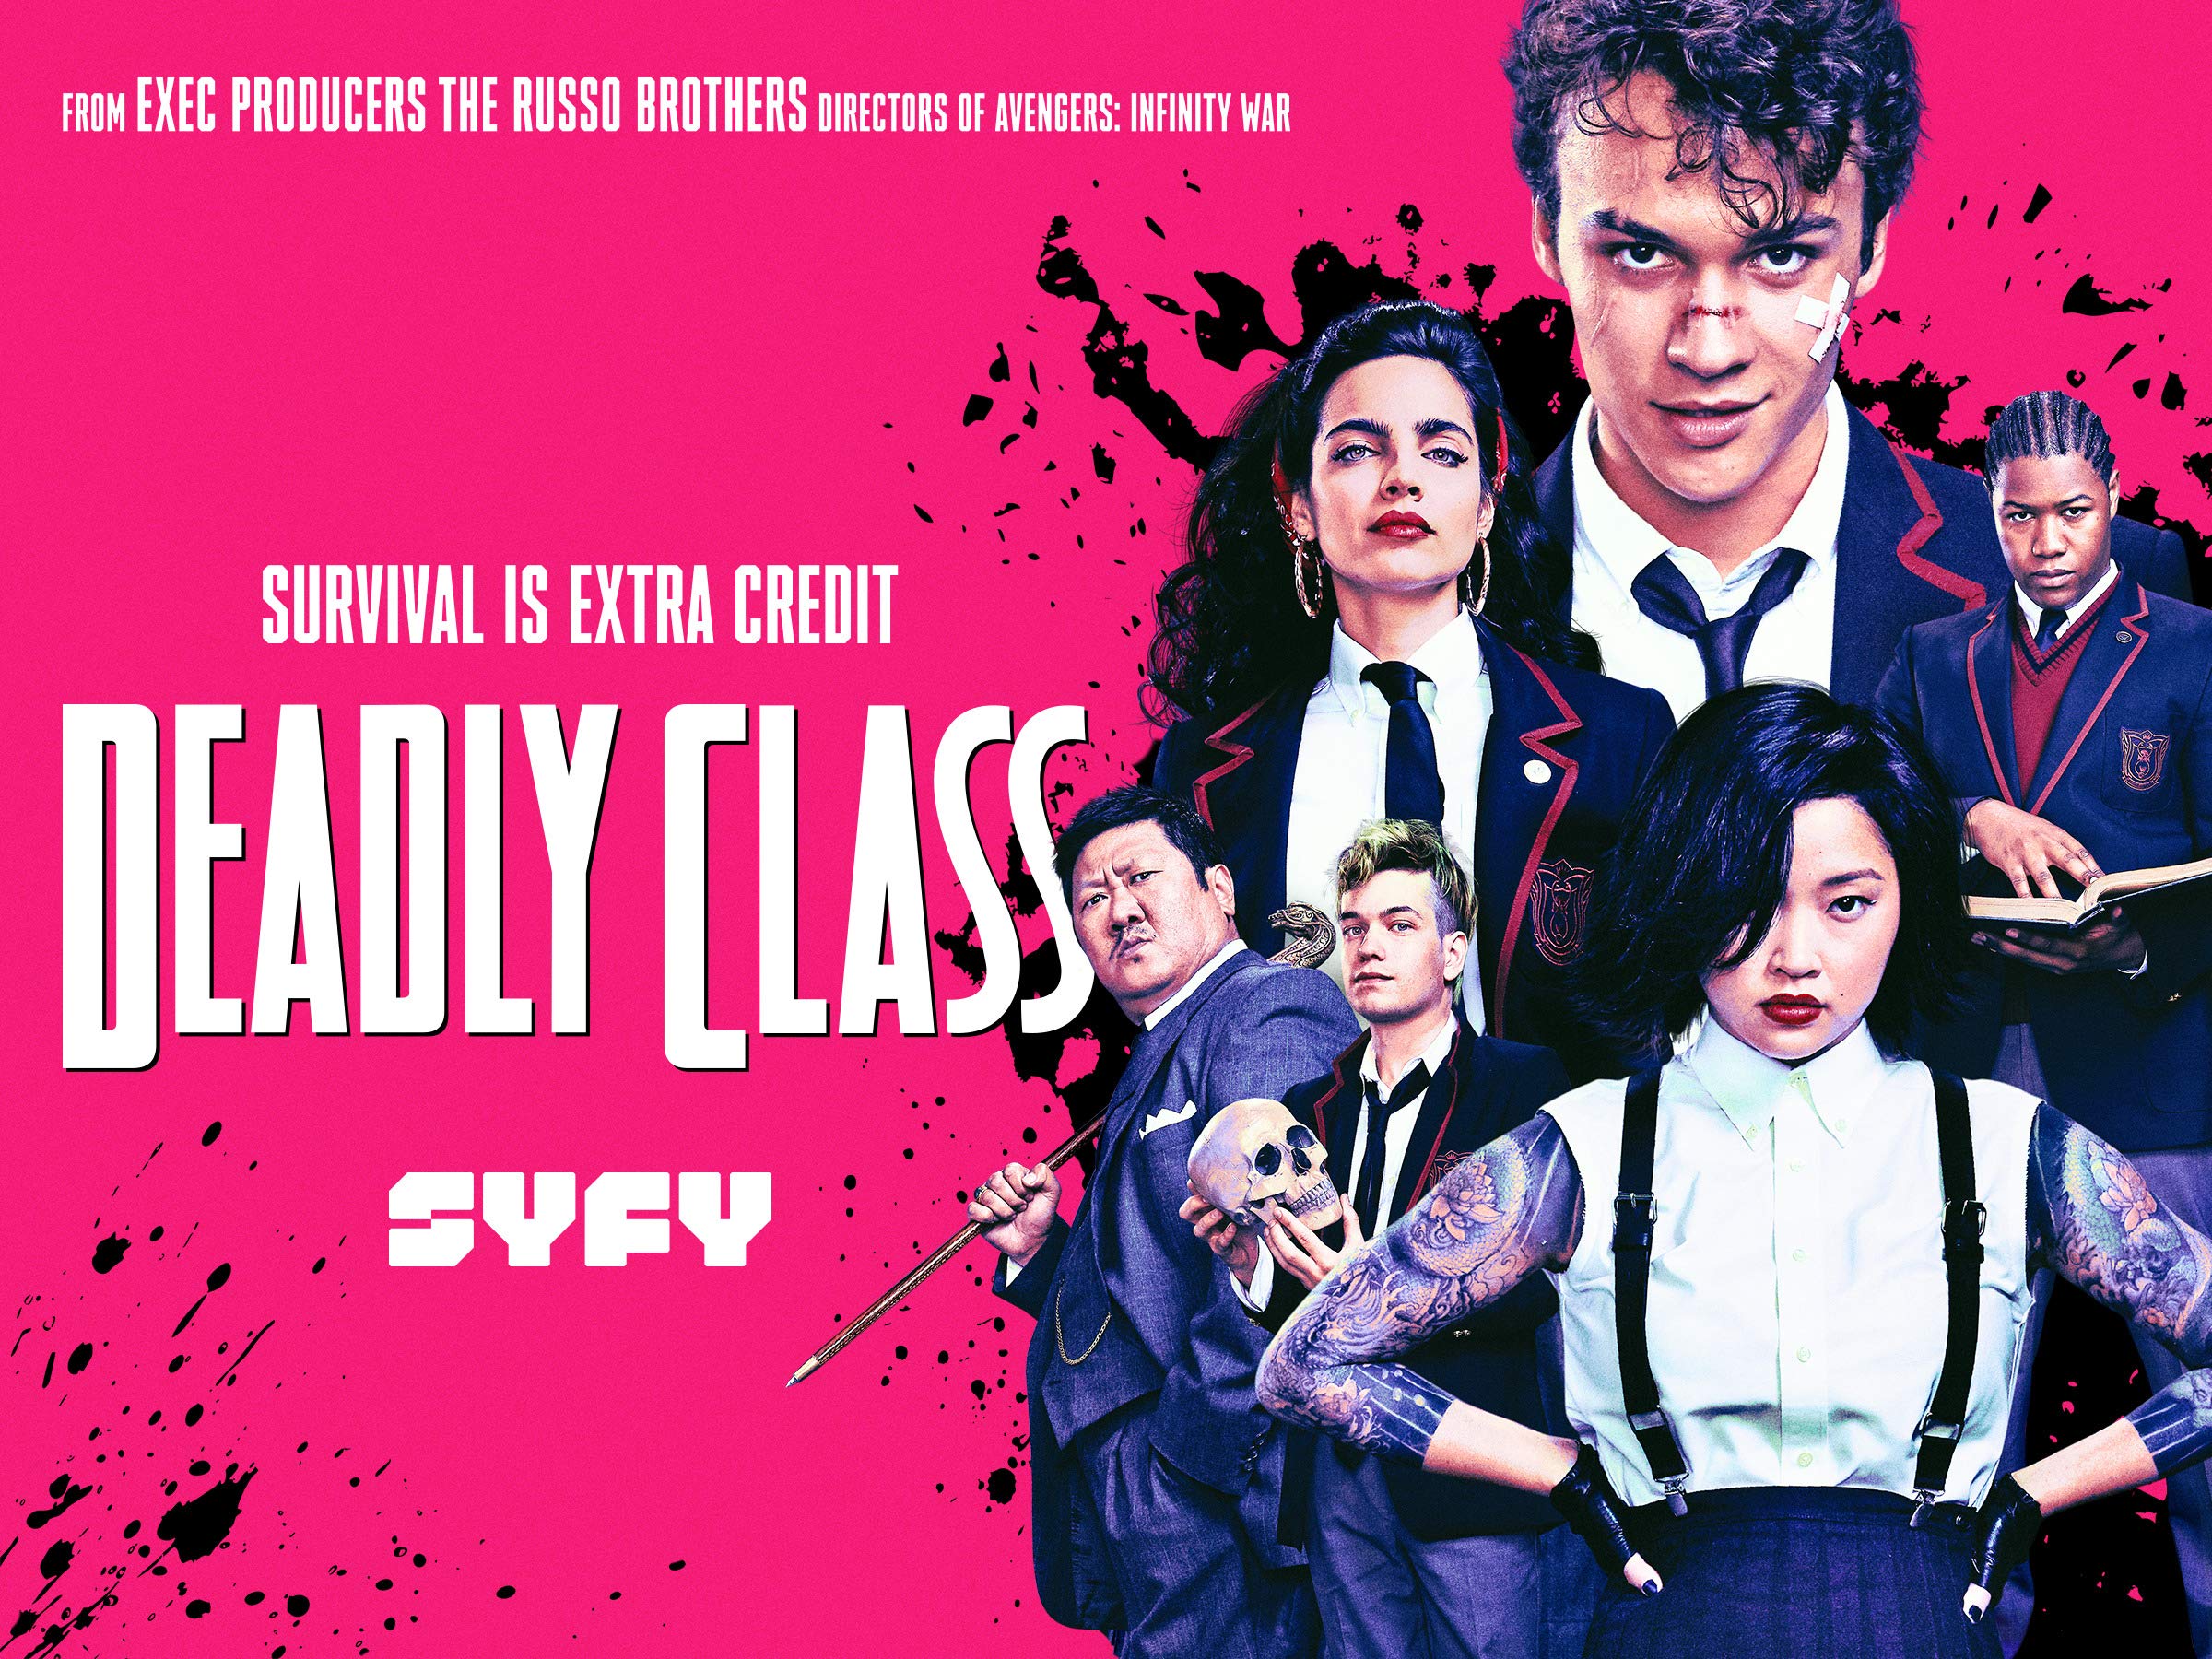 FROM EXEC PRODUCERS THE RUSSO BROTHERS DIRECTORS OF AVENGERS: INFINITY WAR
SURVIVAL IS EXTRA CREDIT
DEADLY CLASS
SYFY